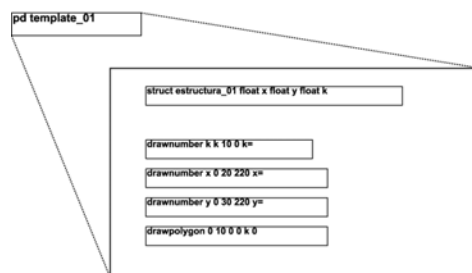 pd template_01
struct estructura_01 float x float y float k
drawnumber k k 10 0 k=
drawnumber x 0 20 220 x=
drawnumber y 0 30 220 y=
drawpolygon 0 10 0 0 k 0